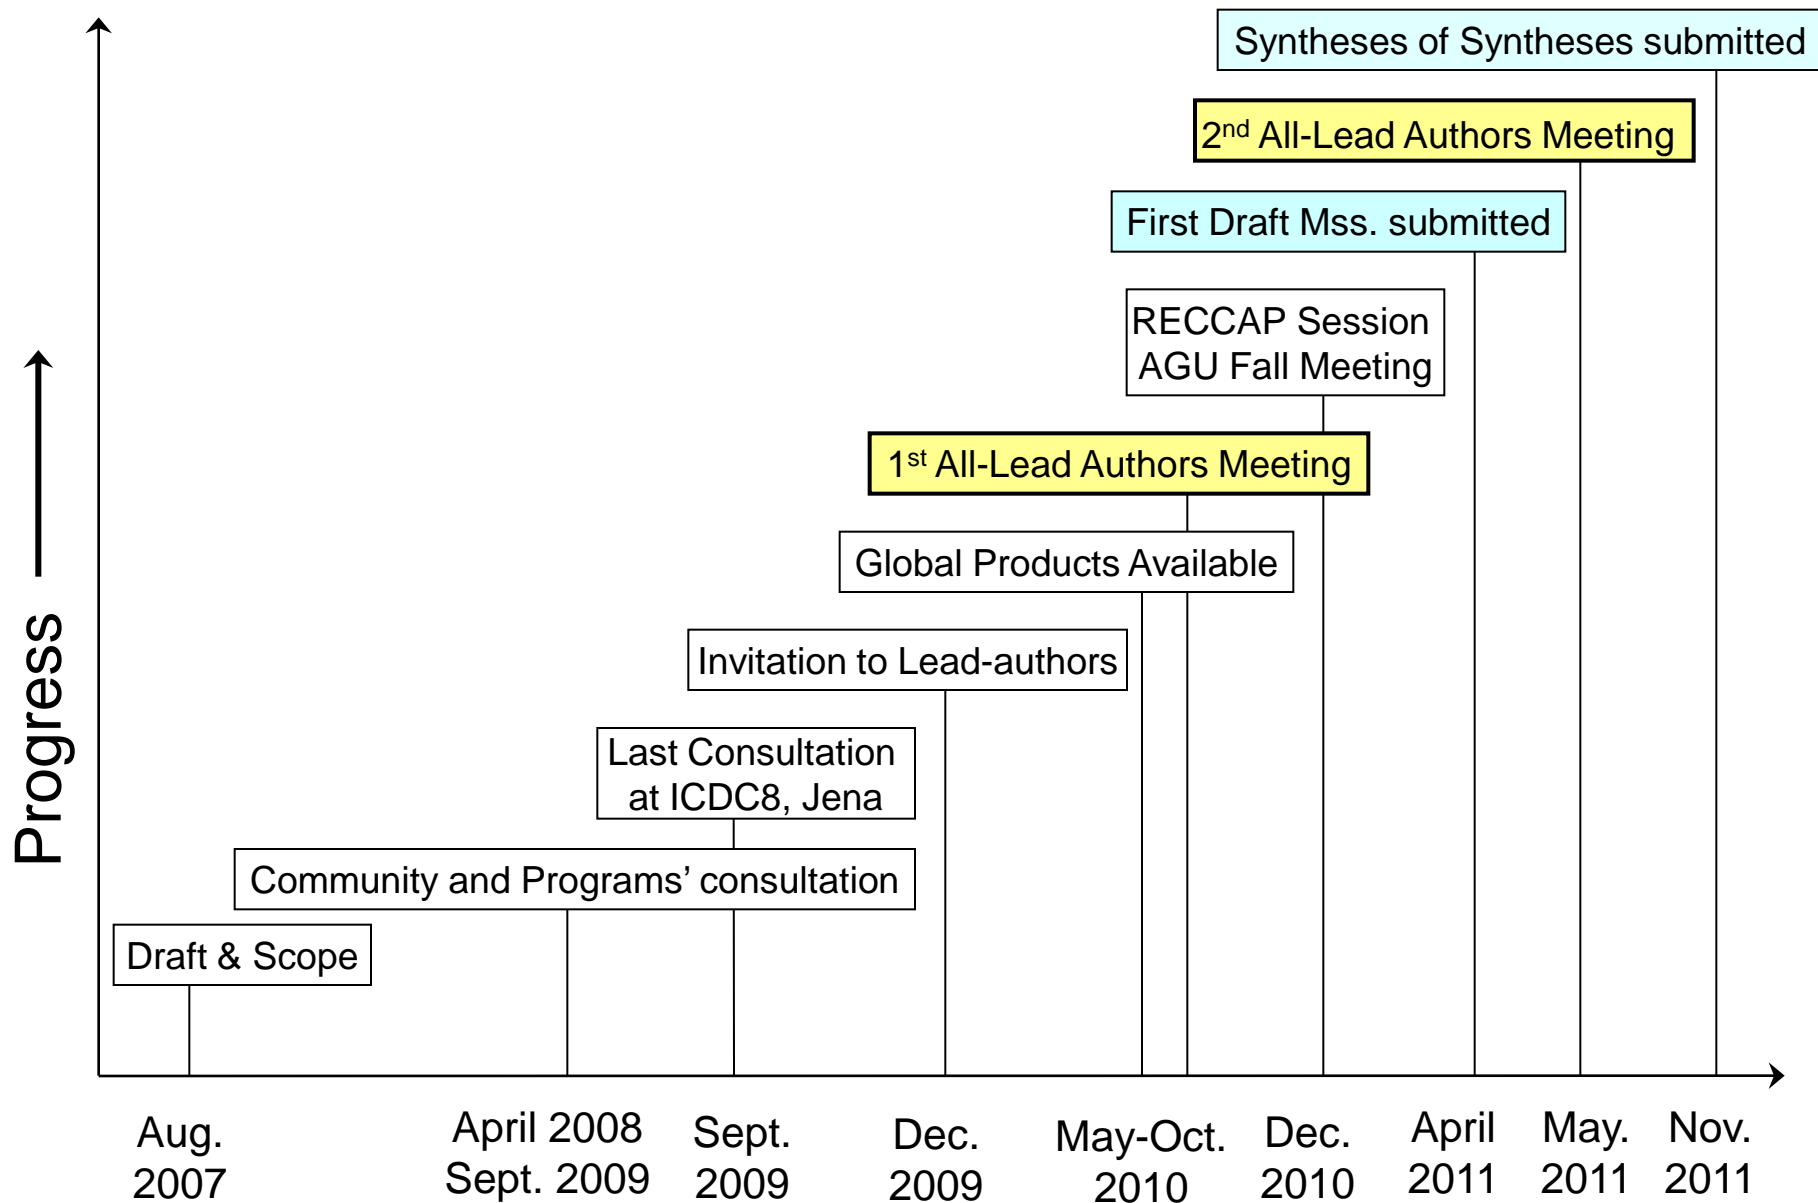 Syntheses of Syntheses submitted
2nd All-Lead Authors Meeting
First Draft Mss. submitted
RECCAP Session
AGU Fall Meeting
1st All-Lead Authors Meeting
Global Products Available
Invitation to Lead-authors
Last Consultation
at ICDC8, Jena
Community and Programs’ consultation
Draft & Scope
Progress
Aug.
2007
April 2008
Sept. 2009
Sept.
2009
Dec.
2009
May-Oct.
2010
Dec.
2010
April
2011
May.
2011
Nov.
2011